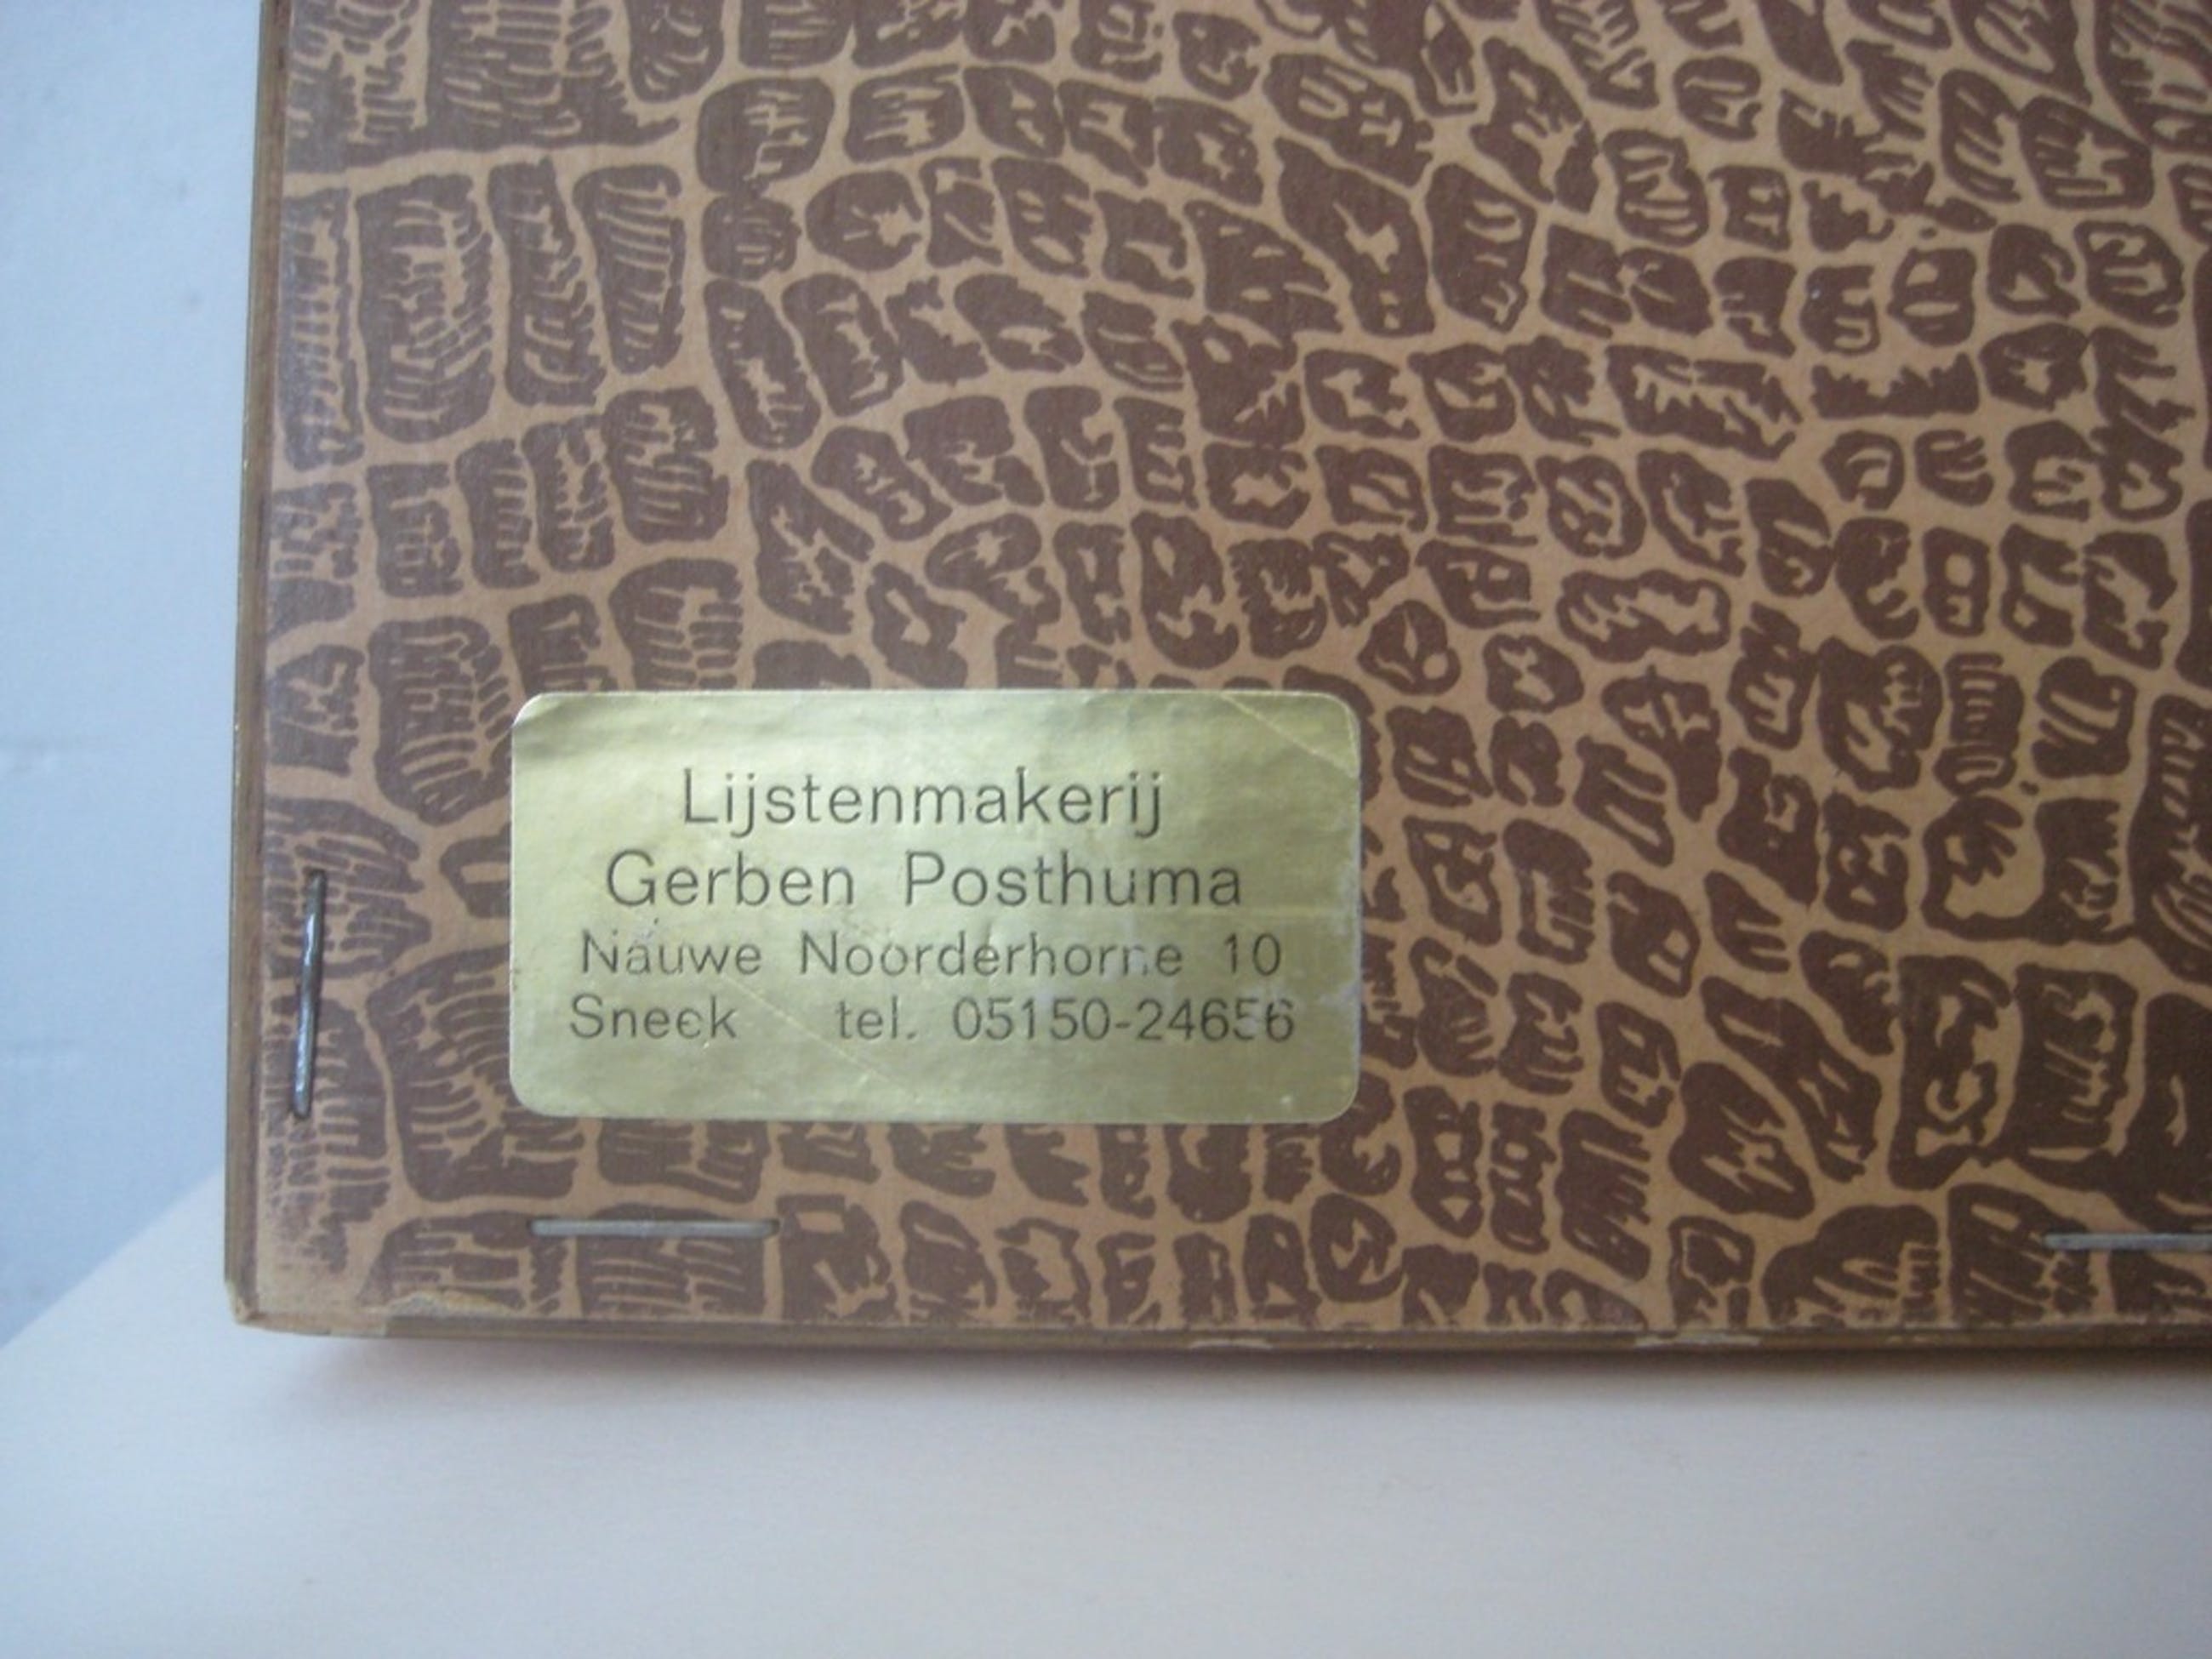 Lijstenmakerij
Gerben Posthuma
Nauwe Noorderhorne 10
Sneek tel. 05150-24656